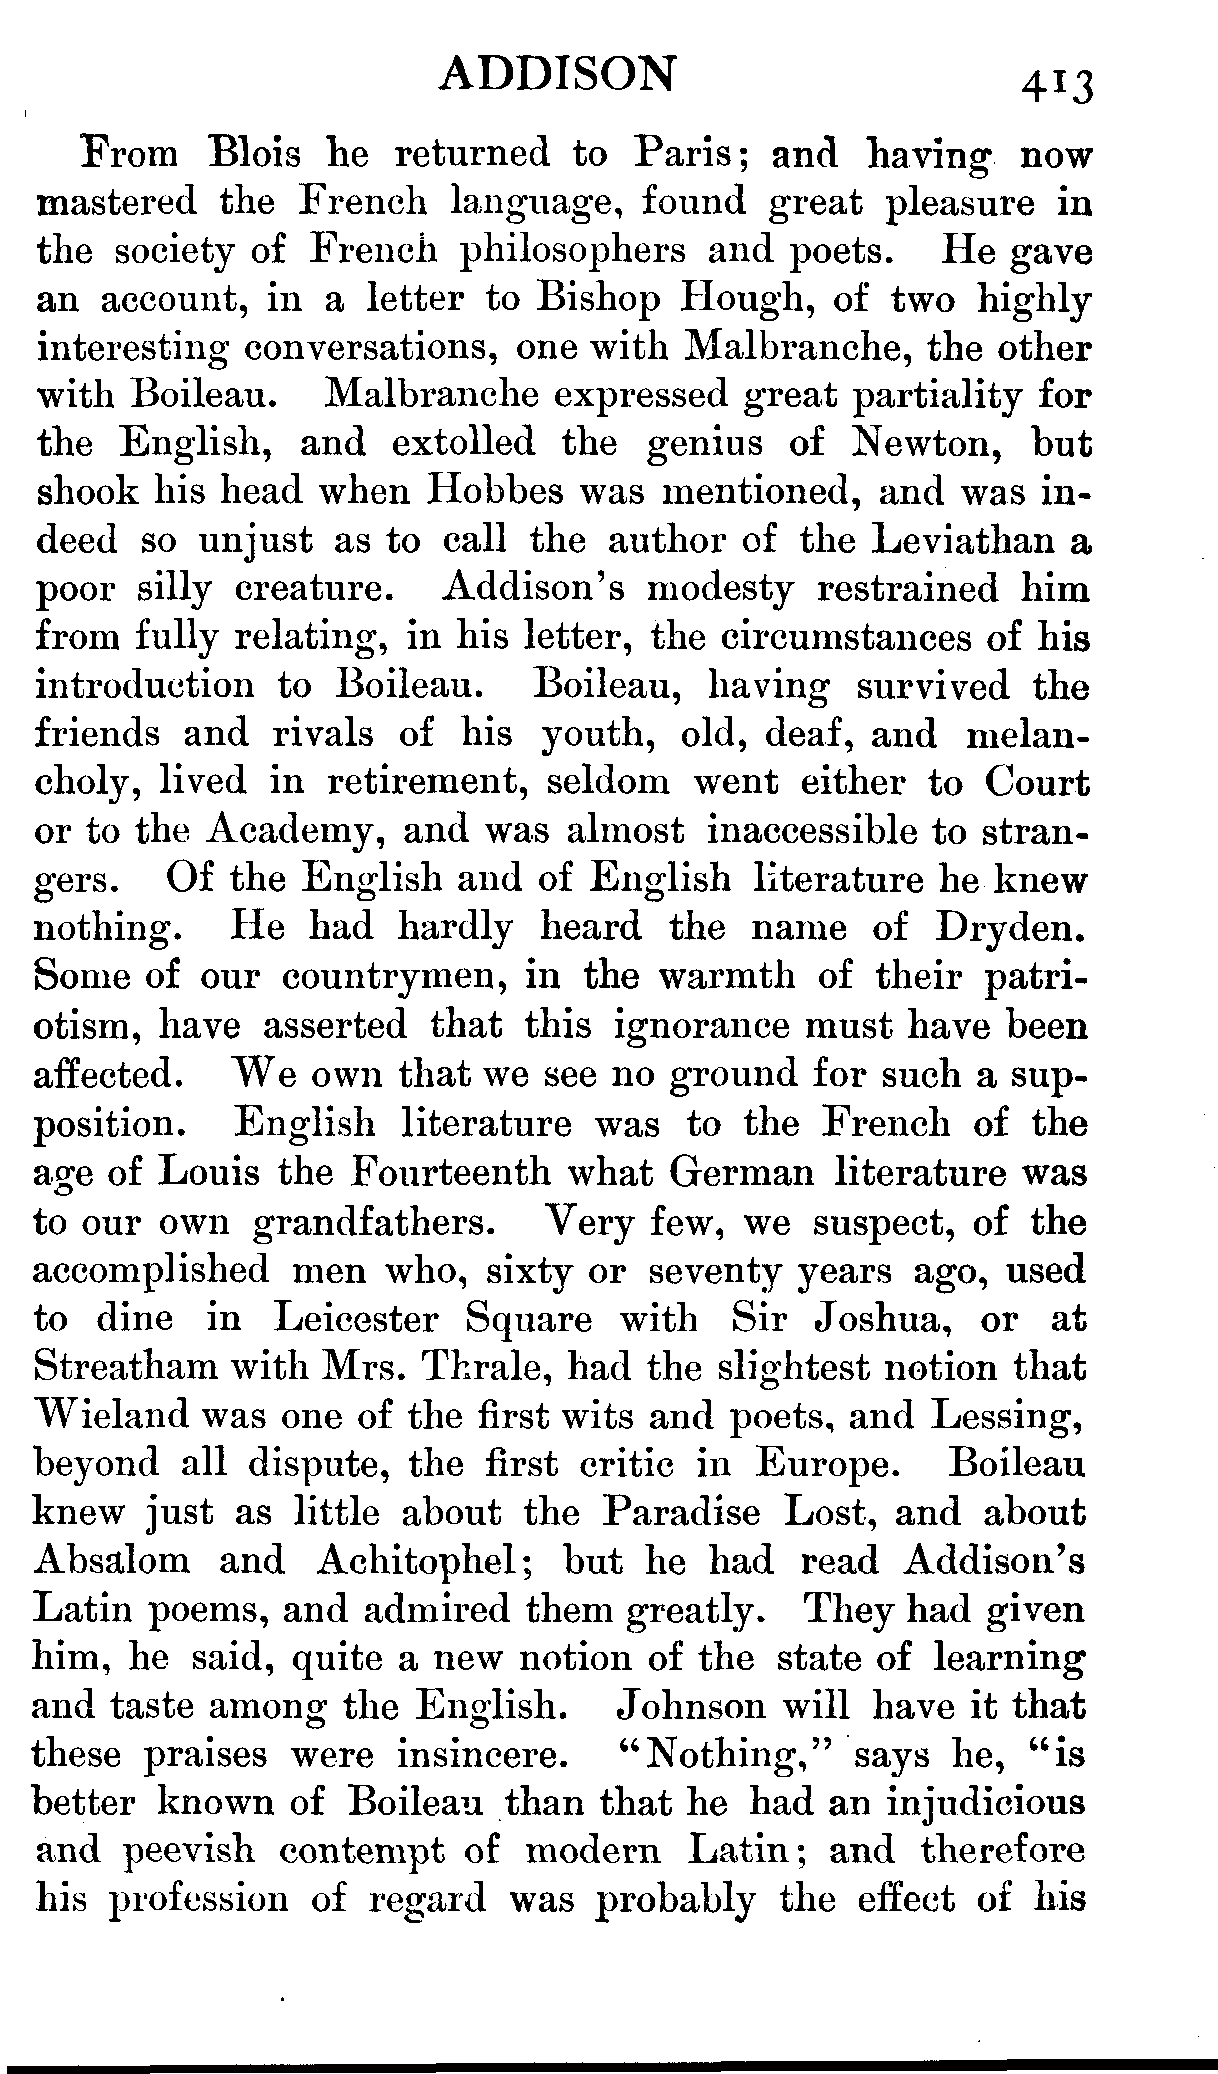 ADDISON 413
From Blois he returned to Paris; and having now
mastered the French language, found great pleasure in
the society of French philosophers and poets. He gave
an account, in a letter to Bishop Hough, of two highly
interesting conversations, one with Malbranche, the other
with Boileau. Malbranche expressed great partiality for
the English, and extolled the genius of Newton, but
shook his head when Hobbes was mentioned, and was in-
deed so unjust as to call the author of the Leviathan a
poor silly creature. Addison's modesty restrained him
from fully relating, in his letter, the circumstances of his
introduction to Boileau. Boileau, having survived the
friends and rivals of his youth, old, deaf, and melan-
choly, lived in retirement, seldom went either to Court
or to the Academy, and was almost inaccessible to stran-
gers. Of the English and of English literature he knew
nothing. He had hardly heard the name of Dryden.
Some of our countrymen, in the warmth of their patri-
otism, have asserted that this ignorance must have been
affected. We own that we see no ground for such a sup-
position. English literature was to the French of the
age of Louis the Fourteenth what German literature was
to our own grandfathers. Very few, we suspect, of the
accomplished men who, sixty or seventy years ago, used
to dine in Leicester Square with Sir Joshua, or at
Streatham with Mrs. Thrale, had the slightest notion that
Wieland was one of the first wits and poets, and Lessing,
beyond all dispute, the first critic in Europe. Boileau
knew just as little about the Paradise Lost, and about
Absalom and Achitophel; but he had read Addison's
Latin poems, and admired them greatly. They had given
him, he said, quite a new notion of the state of learning
and taste among the English. Johnson will have it that
these praises were insincere. "Nothing," says he, "is
better known of Boileau than that he had an injudicious
and peevish contempt of modern Latin; and therefore
his profession of regard was probably the effect of his